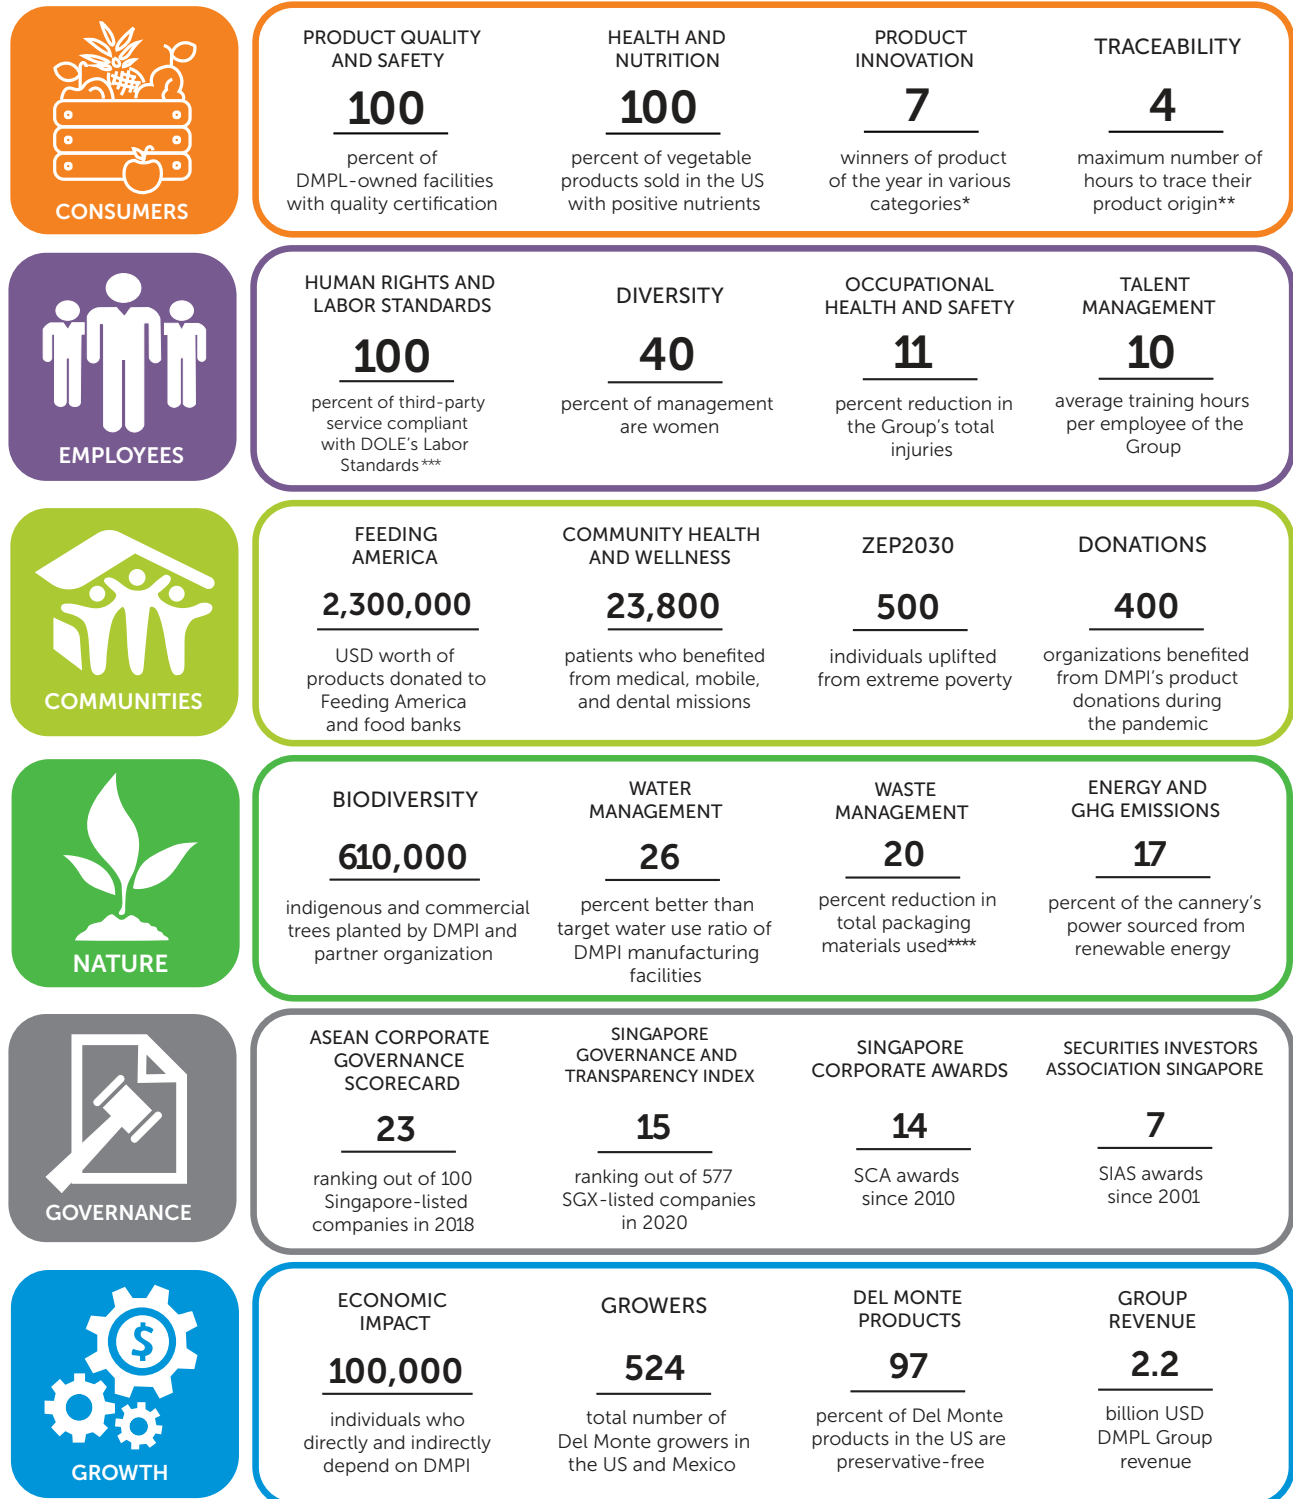 CONSUMERS
PRODUCT QUALITY
AND SAFETY
100
percent of
DMPL-owned facilities
with quality certification
HEALTH AND
NUTRITION
100
percent of vegetable
products sold in the US
with positive nutrients
PRODUCT
INNOVATION
7
winners of product
of the year in various
categories*
TRACEABILITY
4
maximum number of
hours to trace their
product origin**
EMPLOYEES
HUMAN RIGHTS AND
LABOR STANDARDS
100
percent of third-party
service compliant
with DOLE's Labor
Standards***
DIVERSITY
40
percent of management
are women
OCCUPATIONAL
HEALTH AND SAFETY
11
percent reduction in
the Group's total
injuries
TALENT
MANAGEMENT
10
average training hours
per employee of the
Group
COMMUNITIES
FEEDING
AMERICA
2,300,000
USD worth of
products donated to
Feeding America
and food banks
COMMUNITY HEALTH
AND WELLNESS
23,800
patients who benefited
from medical, mobile,
and dental missions
ZEP2030
500
individuals uplifted
from extreme poverty
DONATIONS
400
organizations benefited
from DMPI's product
donations during
the pandemic
NATURE
BIODIVERSITY
610,000
indigenous and commercial
trees planted by DMPI and
partner organization
WATER
MANAGEMENT
26
percent better than
target water use ratio of
DMPI manufacturing
facilities
WASTE
MANAGEMENT
20
percent reduction in
total packaging
materials used****
ENERGY AND
GHG EMISSIONS
17
percent of the cannery's
power sourced from
renewable energy
GOVERNANCE
ASEAN CORPORATE
GOVERNANCE
SCORECARD
23
ranking out of 100
Singapore-listed
companies in 2018
SINGAPORE
GOVERNANCE AND
TRANSPARENCY INDEX
15
ranking out of 577
SGX-listed companies
in 2020
SINGAPORE
CORPORATE AWARDS
14
SCA awards
since 2010
SECURITIES INVESTORS
ASSOCIATION SINGAPORE
7
SIAS awards
since 2001
$
GROWTH
ECONOMIC
IMPACT
100,000
individuals who
directly and indirectly
depend on DMPI
GROWERS
524
total number of
Del Monte growers in
the US and Mexico
DEL MONTE
PRODUCTS
97
percent of Del Monte
products in the US are
preservative-free
GROUP
REVENUE
2.2
billion USD
DMPL Group
revenue